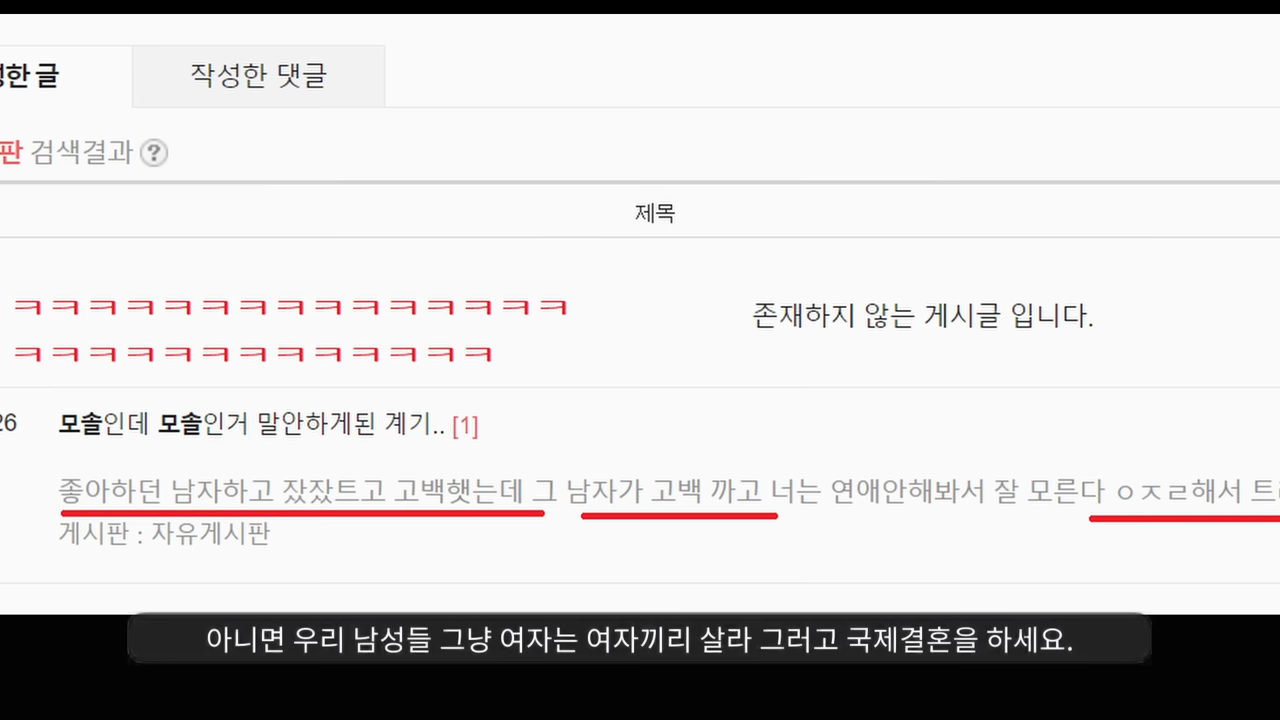 성한 글
작성한 댓글
판 검색결과 ?
제목
ㅋㅋㅋㅋㅋㅋㅋㅋㅋㅋㅋㅋㅋㅋㅋ
존재하지 않는 게시글 입니다.
ㅋㅋㅋㅋㅋㅋㅋㅋㅋㅋㅋㅋㅋ
26
모솔인데 모솔인거 말안하게된 계기.. [1]
좋아하던 남자하고 잤잤트고 고백햇는데 그 남자가 고백 까고 너는 연애안해봐서 잘 모른다 ㅇㅈㄹ해서 트
게시판 : 자유게시판
아니면 우리 남성들 그냥 여자는 여자끼리 살라 그러고 국제결혼을 하세요.